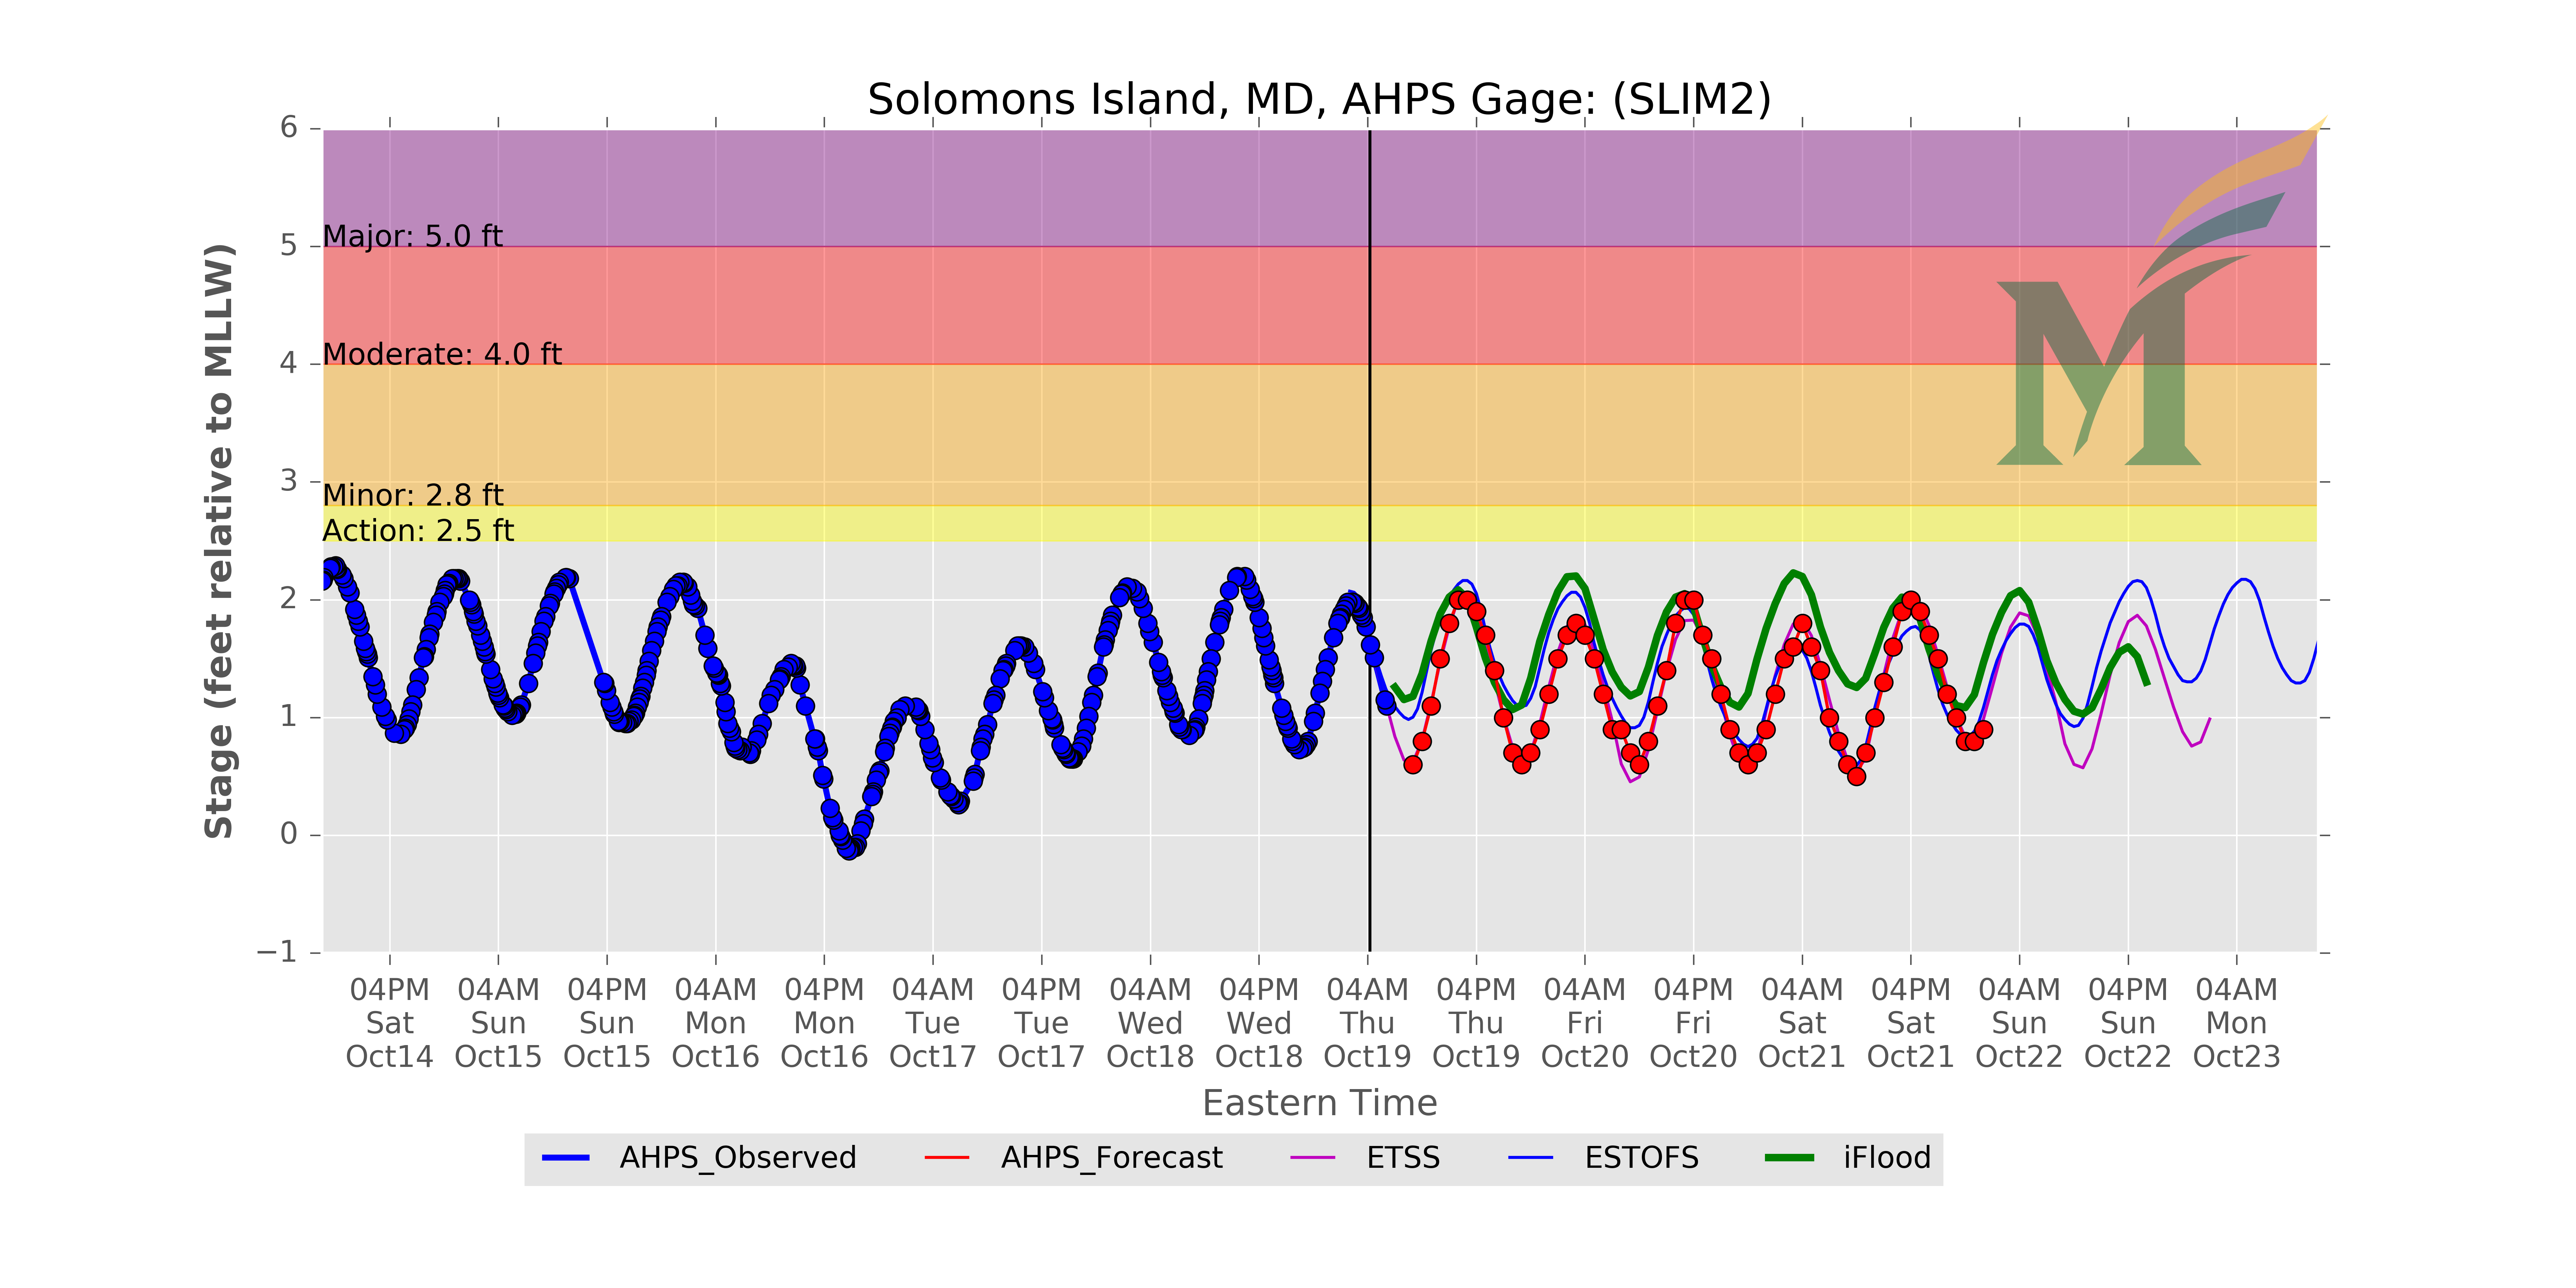 Solomons Island, MD, AHPS Gage: (SLIM2)
6
5
4
3
2
1
0
−1
Stage (feet relative to MLLW)
Major: 5.0 ft
Moderate: 4.0 ft
Minor: 2.8 ft
Action: 2.5 ft
04PM 04AM 04PM 04AM 04PM 04AM 04PM 04AM 04PM 04AM 04PM 04AM 04PM 04AM 04PM 04AM 04PM 04AM
Sat Sun Sun Mon Mon Tue Tue Wed Wed Thu Thu Fri Fri Sat Sat Sun Sun Mon
Oct14 Oct15 Oct15 Oct16 Oct16 Oct17 Oct17 Oct18 Oct18 Oct19 Oct19 Oct20 Oct20 Oct21 Oct21 Oct22 Oct22 Oct23
Eastern Time
AHPS_Observed AHPS_Forecast ETSS ESTOFS iFlood